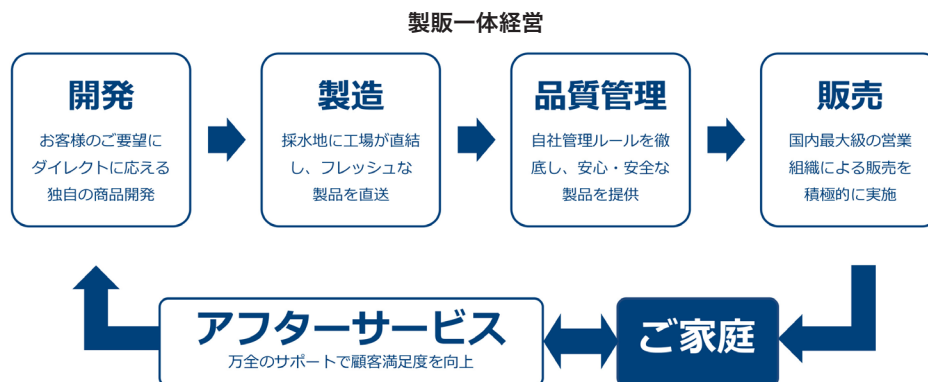 製販一体経営
開発
お客様のご要望に
ダイレクトに応える
独自の商品開発
製造
採水地に工場が直結
し、フレッシュな
製品を直送
品質管理
自社管理ルールを徹
底し、安心・安全な
製品を提供
販売
国内最大級の営業
組織による販売を
積極的に実施
アフターサービス
万全のサポートで顧客満足度を向上
ご家庭